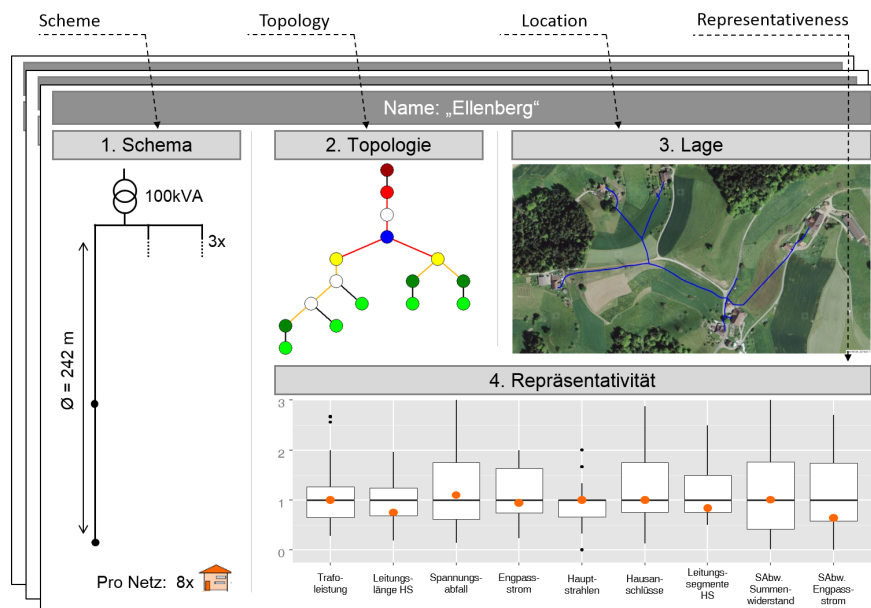 Scheme
Topology
Location
Representativeness
Name: „Ellenberg“
1. Schema
2. Topologie
3. Lage
100kVA
3x
Ø = 242 m
Pro Netz: 8x
4. Repräsentativität
3
2
1
0
Trafo-
leistung
Leitungs-
länge HS
Spannungs-
abfall
Engpass-
strom
Haupt-
strahlen
Hausan-
schlüsse
Leitungs-
segmente
HS
SAbw.
Summen-
widerstand
SAbw.
Engpass-
strom